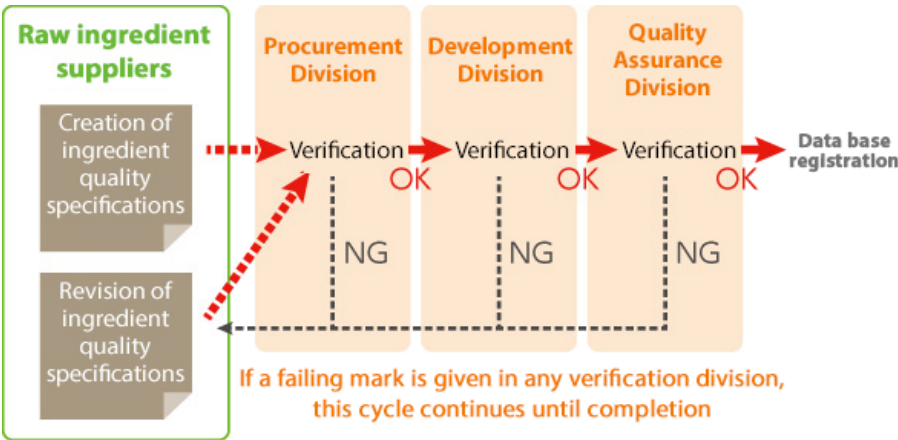 Raw ingredient
suppliers
Creation of
ingredient
quality
specifications
Revision of
ingredient
quality
specifications
Procurement
Division
Verification
OK
NG
Development
Division
Verification
OK
NG
Quality
Assurance
Division
Verification
OK
NG
Data base
registration
If a failing mark is given in any verification division,
this cycle continues until completion